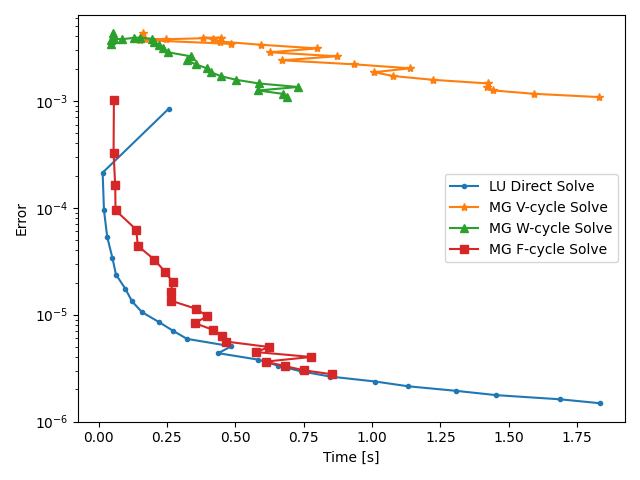 10⁻³
10⁻⁴
10⁻⁵
10⁻⁶
Error
0.00 0.25 0.50 0.75 1.00 1.25 1.50 1.75
Time [s]
LU Direct Solve
MG V-cycle Solve
MG W-cycle Solve
MG F-cycle Solve